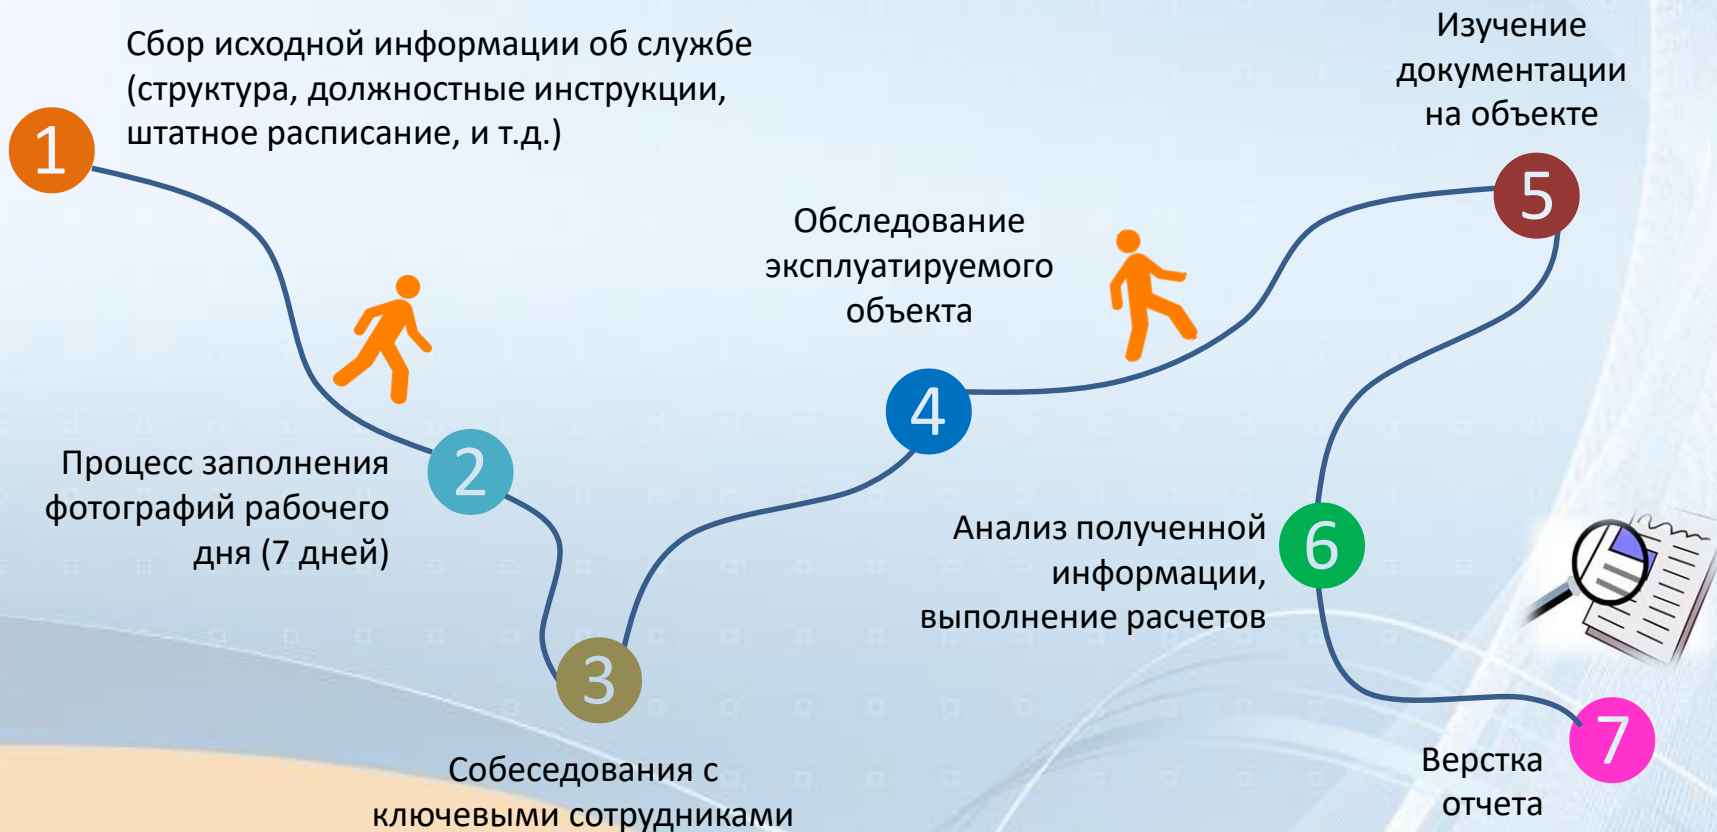 1
Сбор исходной информации об службе
(структура, должностные инструкции,
штатное расписание, и т.д.)
2
Процесс заполнения
фотографий рабочего
дня (7 дней)
3
Собеседования с
ключевыми сотрудниками
4
Обследование
эксплуатируемого
объекта
5
Изучение
документации
на объекте
6
Анализ полученной
информации,
выполнение расчетов
7
Верстка
отчета